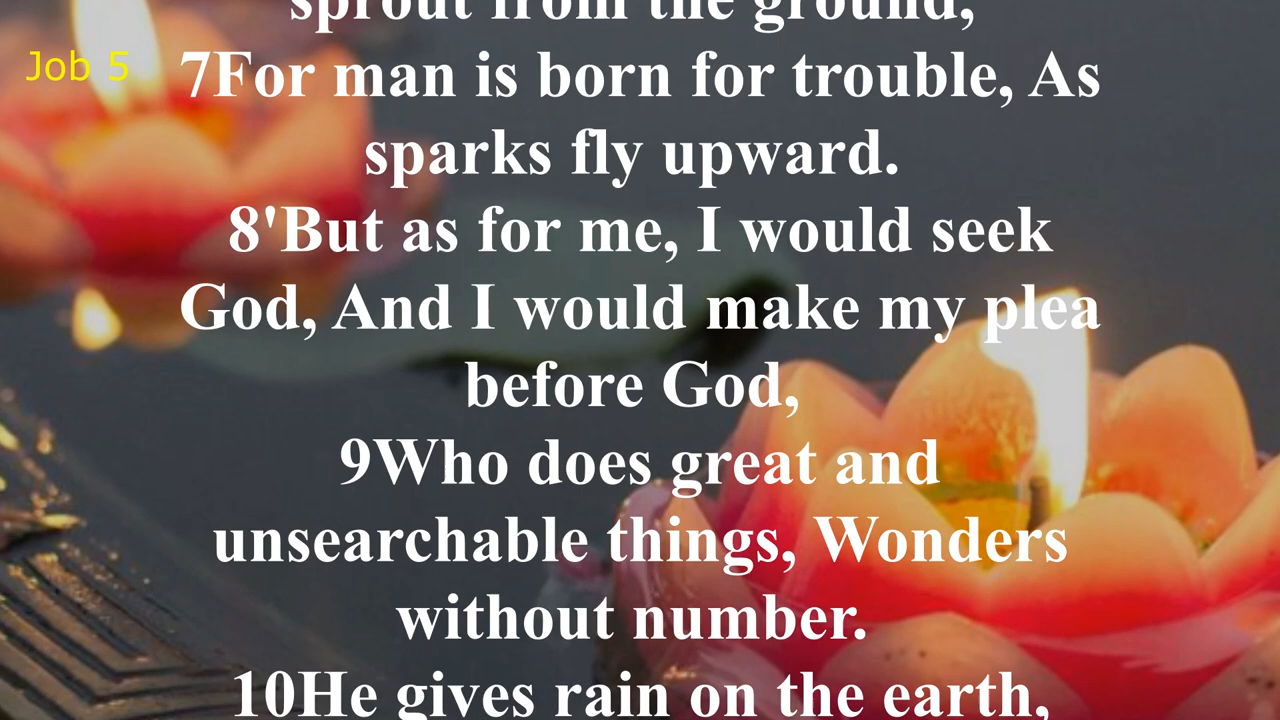 sprout from the ground,
Job 5
7For man is born for trouble, As
sparks fly upward.
8'But as for me, I would seek
God, And I would make my plea
before God,
9Who does great and
unsearchable things, Wonders
without number.
10He gives rain on the earth,